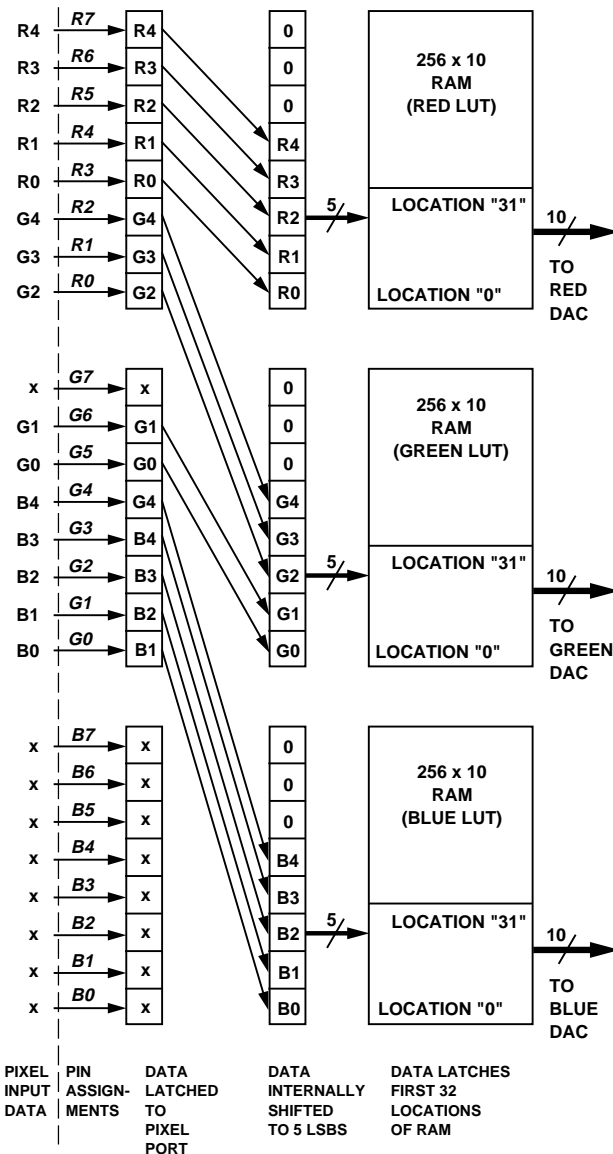 R4 R7 R4 0
R3 R6 R3 0 256 x 10
RAM
(RED LUT)
R2 R5 R2 0
R1 R4 R1 R4
R0 R3 R0 R3
G4 R2 G4 R2 5 LOCATION "31" 10
G3 R1 G3 R1
G2 R0 G2 R0 LOCATION "0"
TO
RED
DAC
x G7 x 0
G1 G6 G1 0 256 x 10
RAM
(GREEN LUT)
G0 G5 G0 0
B4 G4 G4 G4
B3 G3 B4 G3
B2 G2 B3 G2 5 LOCATION "31" 10
B1 G1 B2 G1
B0 G0 B1 G0 LOCATION "0"
TO
GREEN
DAC
x B7 x 0
x B6 x 0 256 x 10
RAM
(BLUE LUT)
x B5 x 0
x B4 x B4
x B3 x B3
x B2 x B2 5 LOCATION "31" 10
x B1 x B1
x B0 x B0 LOCATION "0"
TO
BLUE
DAC
PIXEL
INPUT
DATA
PIN
ASSIGN-
MENTS
DATA
LATCHED
TO
PIXEL
PORT
DATA
INTERNALLY
SHIFTED
TO 5 LSBS
DATA LATCHES
FIRST 32
LOCATIONS
OF RAM